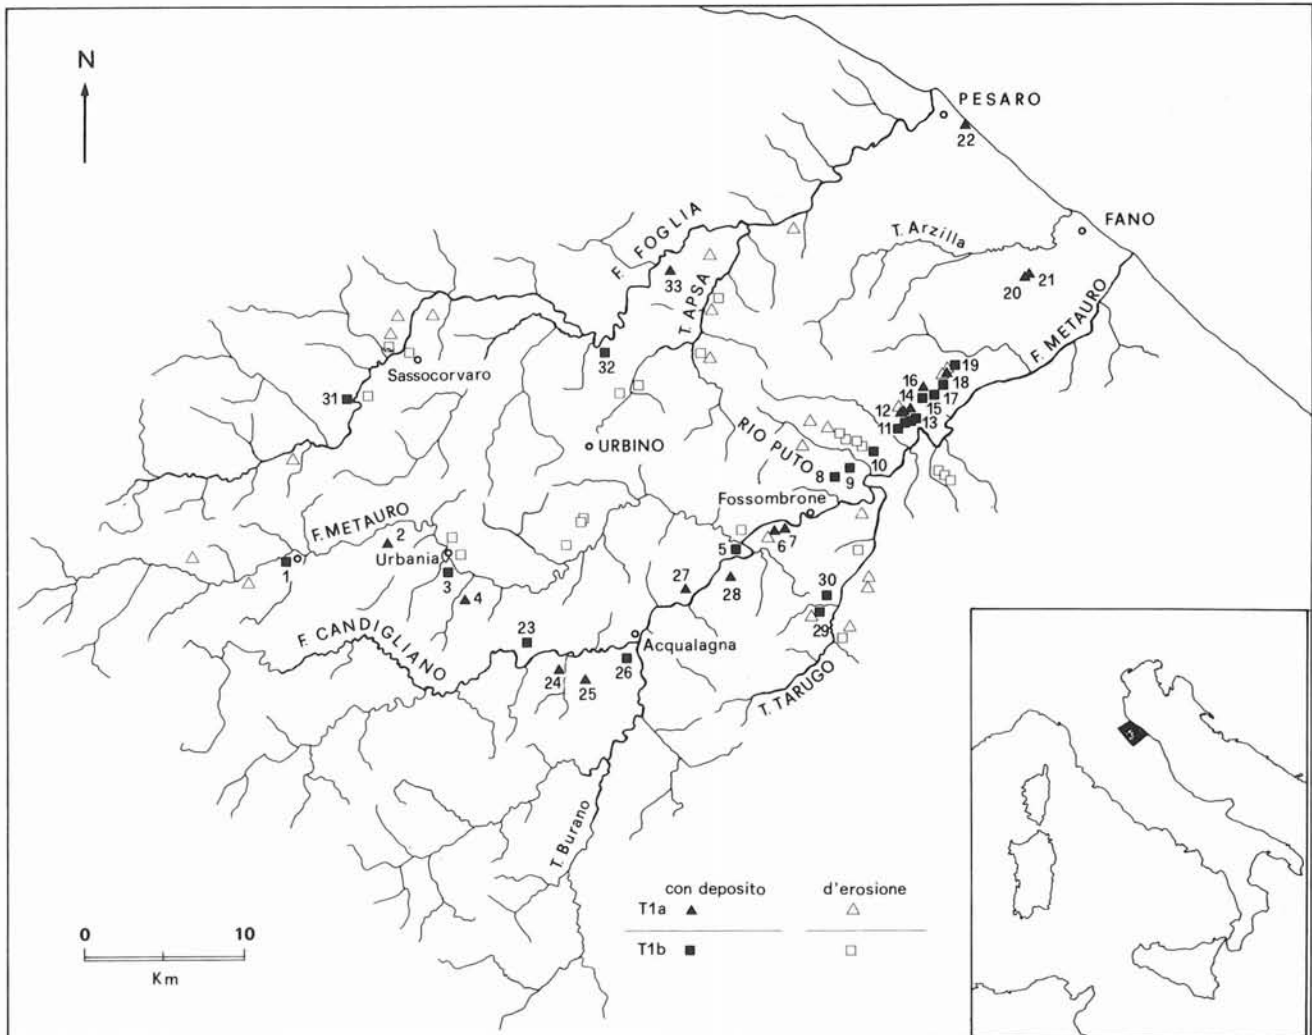 N
PESARO
22
FANO
T. Arzilla
F. FOGLIA
33
T. APSA
20
21
F. METAURO
Sassocorvaro
32
31
19
18
16
17
14
15
12
13
11
URBINO
RIO PUTO
10
8
9
Fossombrone
F. METAURO
2
Urbania
1
3
4
5
6
7
27
28
30
29
F. CANDIGLIANO
23
Acqualagna
26
24
25
T. TARUGO
T. Burano
con deposito
d'erosione
T1a
T1b
0
10
Km